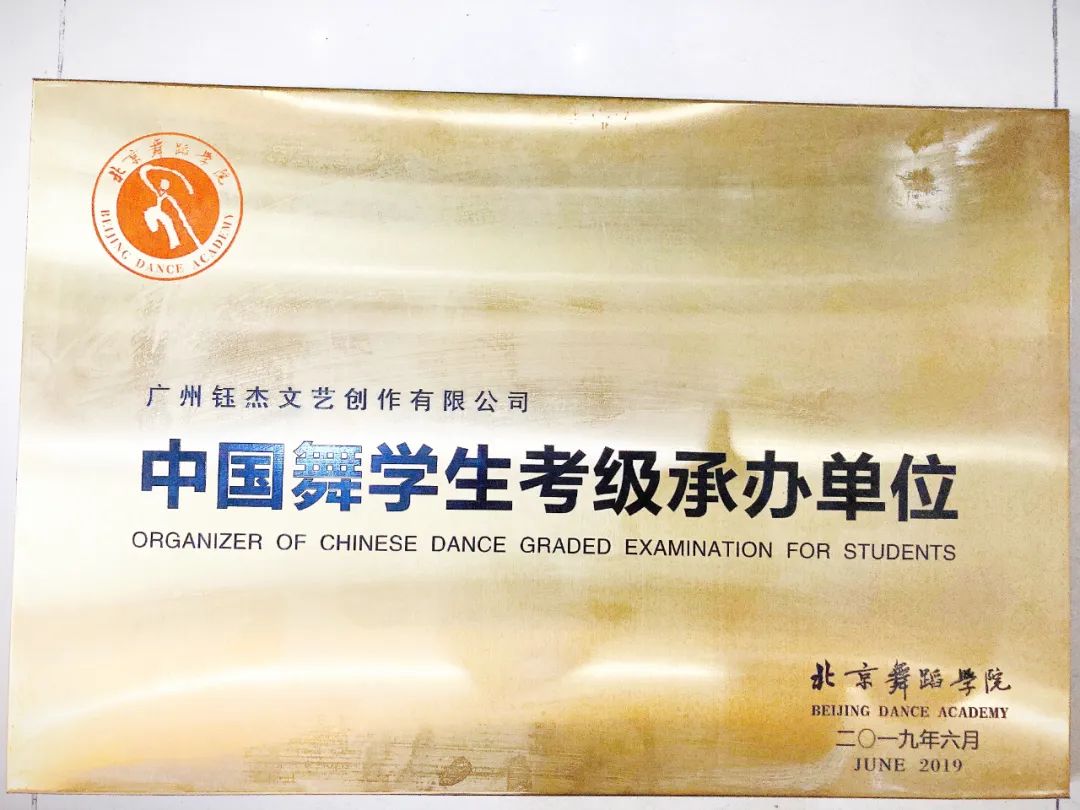 北京舞蹈学院
BEIJING DANCE ACADEMY
广州钰杰文艺创作有限公司
中国舞学生考级承办单位
ORGANIZER OF CHINESE DANCE GRADED EXAMINATION FOR STUDENTS
北京舞蹈學院
BEIJING DANCE ACADEMY
二〇一九年六月
JUNE 2019